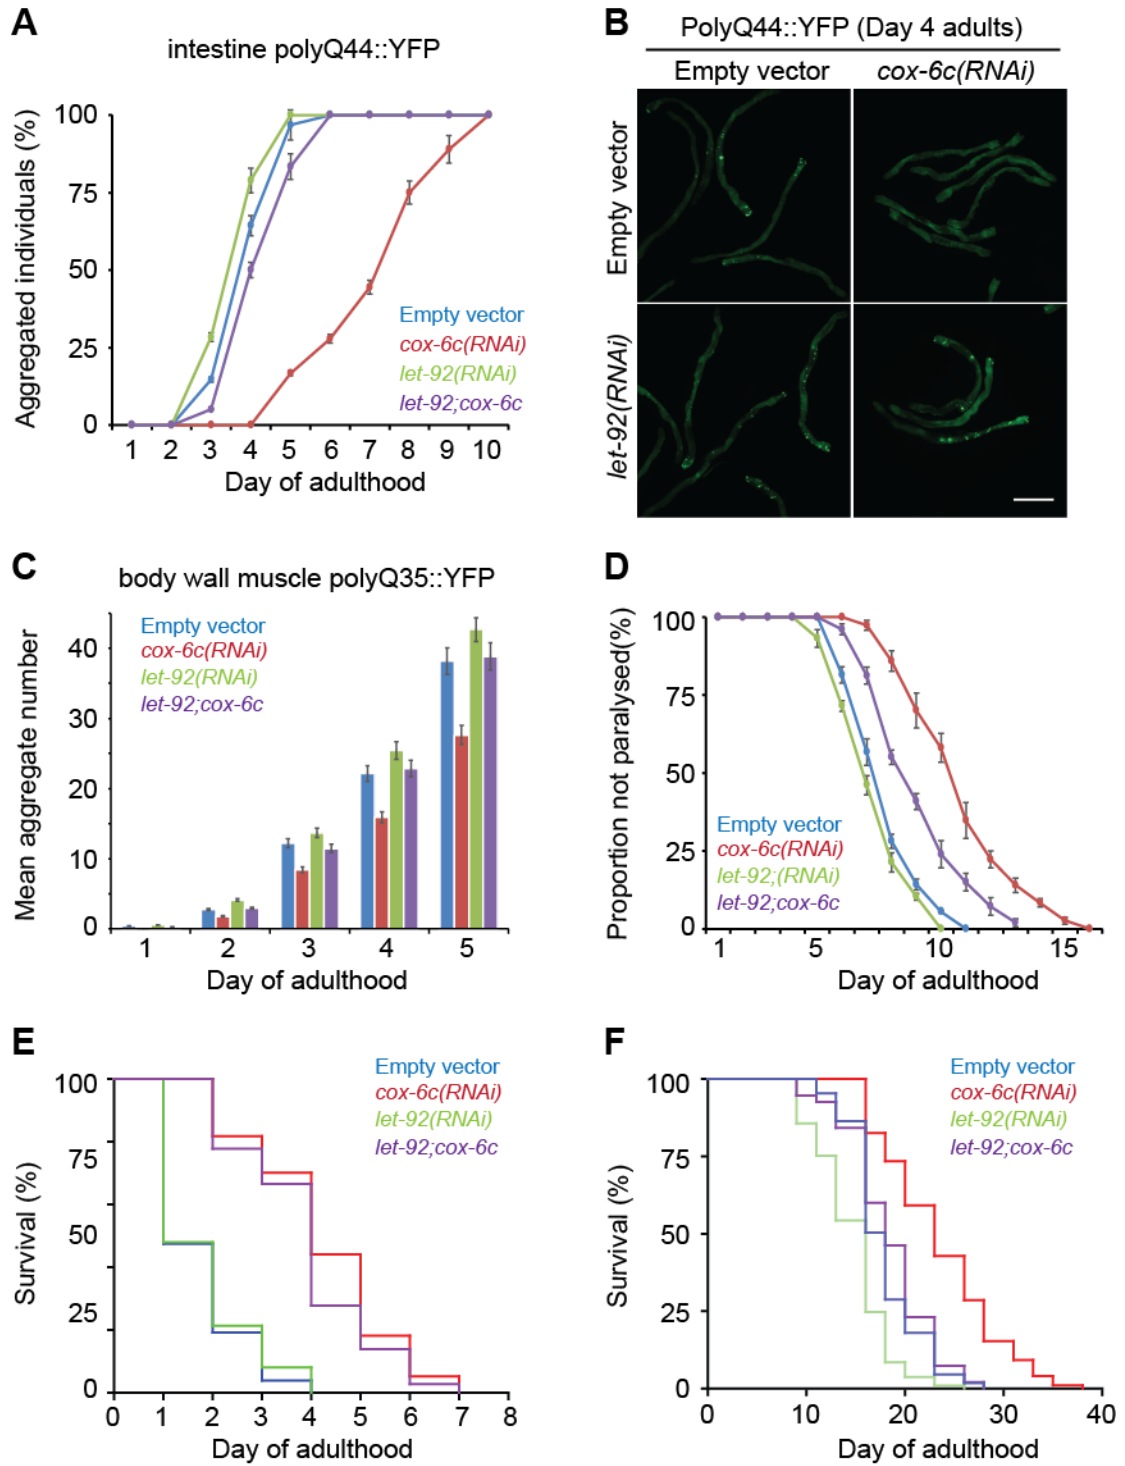 A
intestine polyQ44::YFP
Aggregated individuals (%)
100
75
50
25
0
Empty vector
cox-6c(RNAi)
let-92(RNAi)
let-92;cox-6c
1 2 3 4 5 6 7 8 9 10
Day of adulthood
B
PolyQ44::YFP (Day 4 adults)
Empty vector cox-6c(RNAi)
Empty vector
let-92(RNAi)
C
body wall muscle polyQ35::YFP
Mean aggregate number
Empty vector
cox-6c(RNAi)
let-92(RNAi)
let-92;cox-6c
40
30
20
10
0
1 2 3 4 5
Day of adulthood
D
Proportion not paralysed(%)
100
75
50
25
0
Empty vector
cox-6c(RNAi)
let-92;(RNAi)
let-92;cox-6c
1 5 10 15
Day of adulthood
E
Survival (%)
Empty vector
cox-6c(RNAi)
let-92(RNAi)
let-92;cox-6c
100
75
50
25
0
0 1 2 3 4 5 6 7 8
Day of adulthood
F
Survival (%)
Empty vector
cox-6c(RNAi)
let-92(RNAi)
let-92;cox-6c
100
75
50
25
0
0 10 20 30 40
Day of adulthood